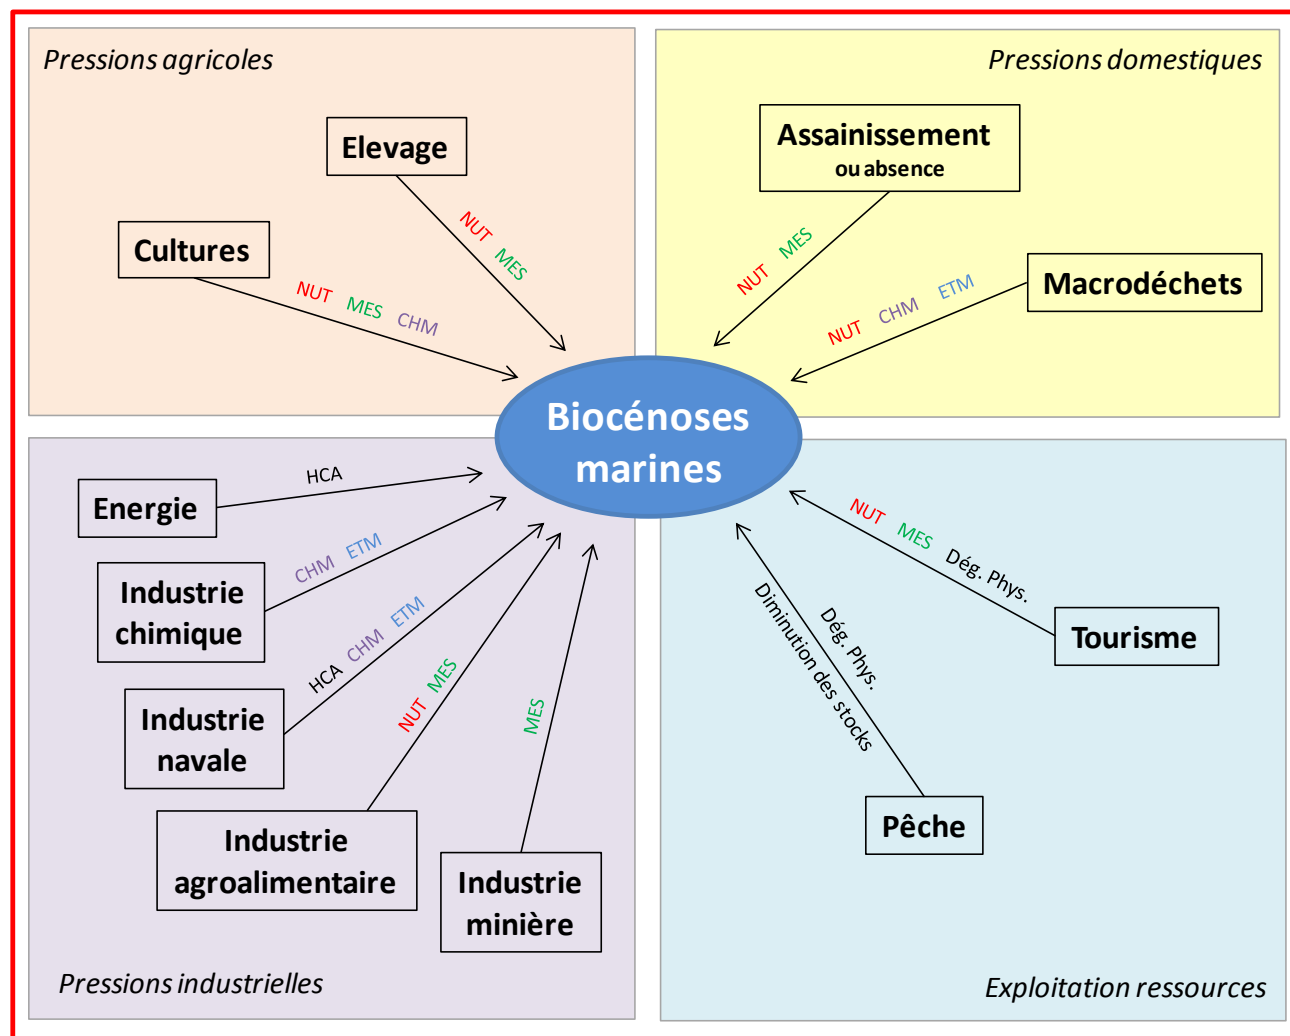 Pressions agricoles
Elevage
NUT MES
Cultures
NUT MES CHM
Pressions domestiques
Assainissement
ou absence
NUT MES
Macrodéchets
NUT CHM ETM
Biocénoses
marines
Energie
HCA
Industrie
chimique
CHM ETM
Industrie
navale
HCA CHM ETM
Industrie
agroalimentaire
NUT MES
Industrie
minière
MES
Pressions industrielles
NUT MES Dég. Phys.
Tourisme
Dég. Phys.
Diminution des stocks
Pêche
Exploitation ressources